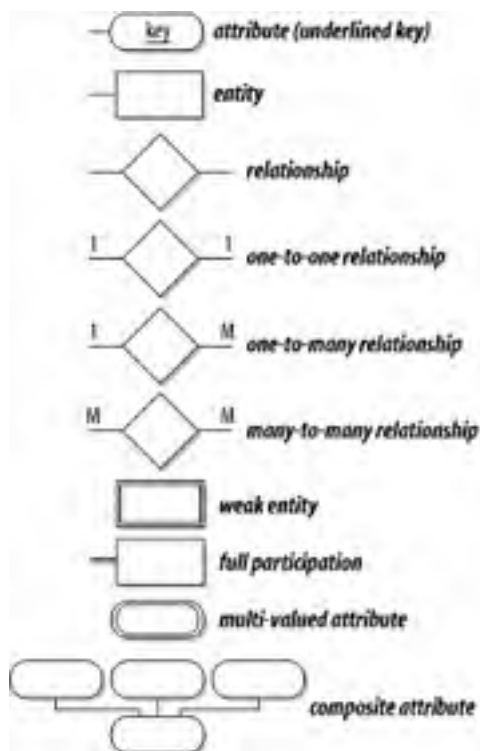 key attribute (underlined key)
entity
relationship
1 1 one-to-one relationship
1 M one-to-many relationship
M M many-to-many relationship
weak entity
full participation
multi-valued attribute
composite attribute